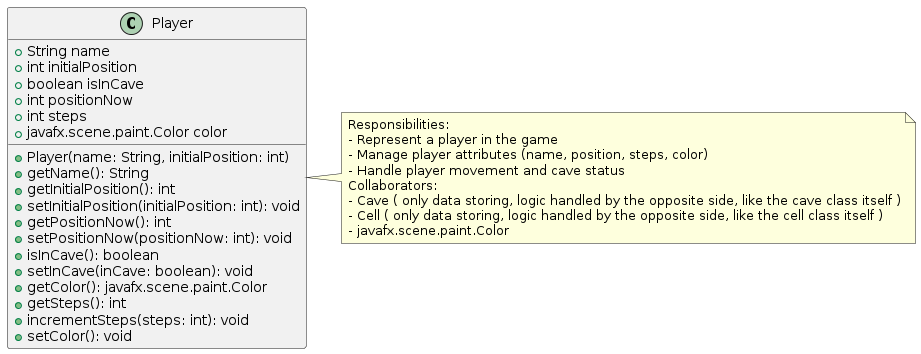 C Player
String name
int initialPosition
boolean isInCave
int positionNow
int steps
javafx.scene.paint.Color color
Player(name: String, initialPosition: int)
getName(): String
getInitialPosition(): int
setInitialPosition(initialPosition: int): void
getPositionNow(): int
setPositionNow(positionNow: int): void
isInCave(): boolean
setInCave(inCave: boolean): void
getColor(): javafx.scene.paint.Color
getSteps(): int
incrementSteps(steps: int): void
setColor(): void
Responsibilities:
- Represent a player in the game
- Manage player attributes (name, position, steps, color)
- Handle player movement and cave status
Collaborators:
- Cave ( only data storing, logic handled by the opposite side, like the cave class itself )
- Cell ( only data storing, logic handled by the opposite side, like the cell class itself )
- javafx.scene.paint.Color